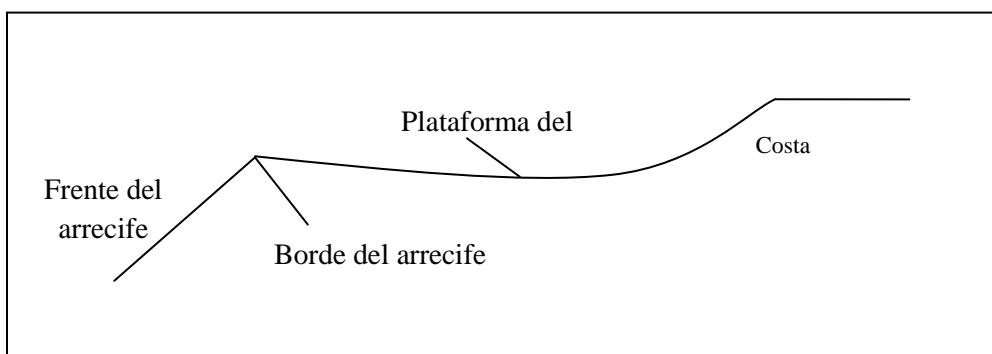 Plataforma del
Costa
Frente del
arrecife
Borde del arrecife